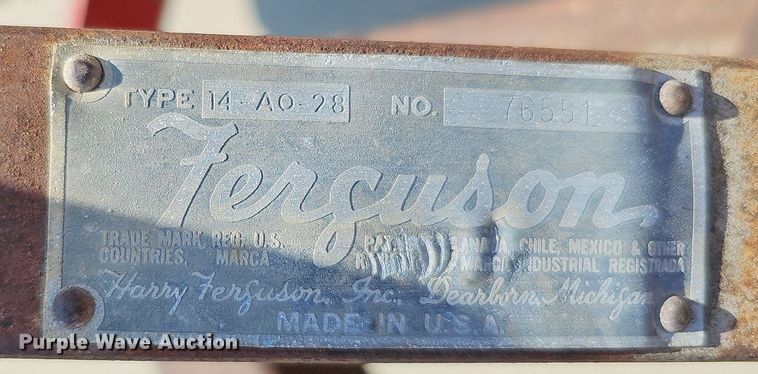 TYPE 14-AO-28 NO. 76551
Ferguson
TRADE MARK REG. U.S. CANADA, CHILE, MEXICO & OTHER
COUNTRIES, MARCA INDUSTRIAL REGISTRADA
Harry Ferguson, Inc., Dearborn, Michigan
MADE IN U.S.A.
Purple Wave Auction